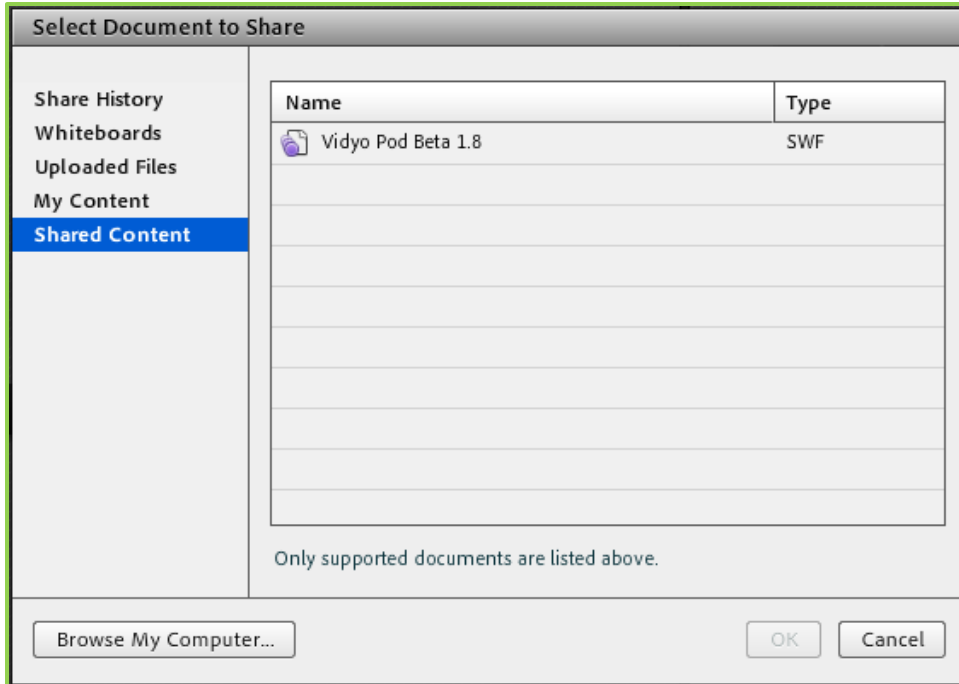 Select Document to Share
Share History
Whiteboards
Uploaded Files
My Content
Shared Content
Name Type
Vidyo Pod Beta 1.8 SWF
Only supported documents are listed above.
Browse My Computer... OK Cancel